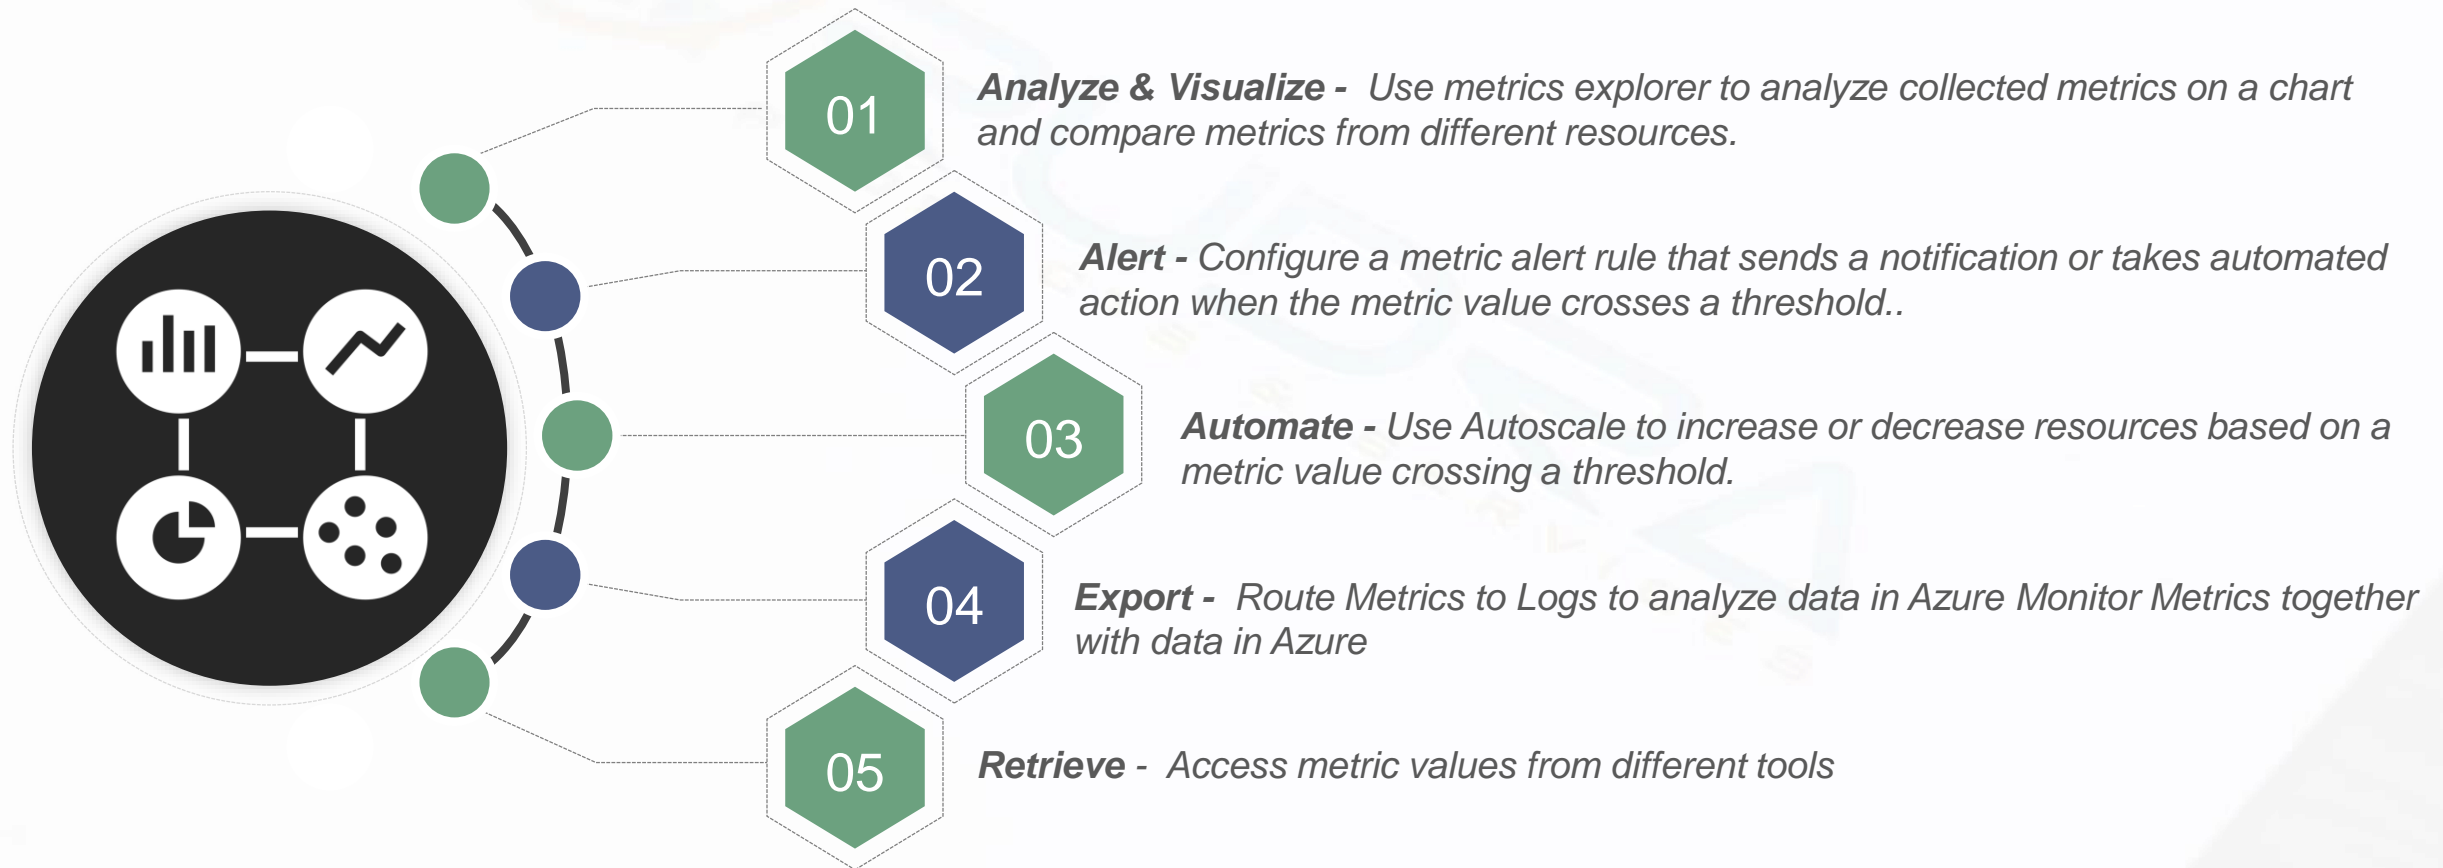 01
Analyze & Visualize - Use metrics explorer to analyze collected metrics on a chart
and compare metrics from different resources.
02
Alert - Configure a metric alert rule that sends a notification or takes automated
action when the metric value crosses a threshold..
03
Automate - Use Autoscale to increase or decrease resources based on a
metric value crossing a threshold.
04
Export - Route Metrics to Logs to analyze data in Azure Monitor Metrics together
with data in Azure
05
Retrieve - Access metric values from different tools